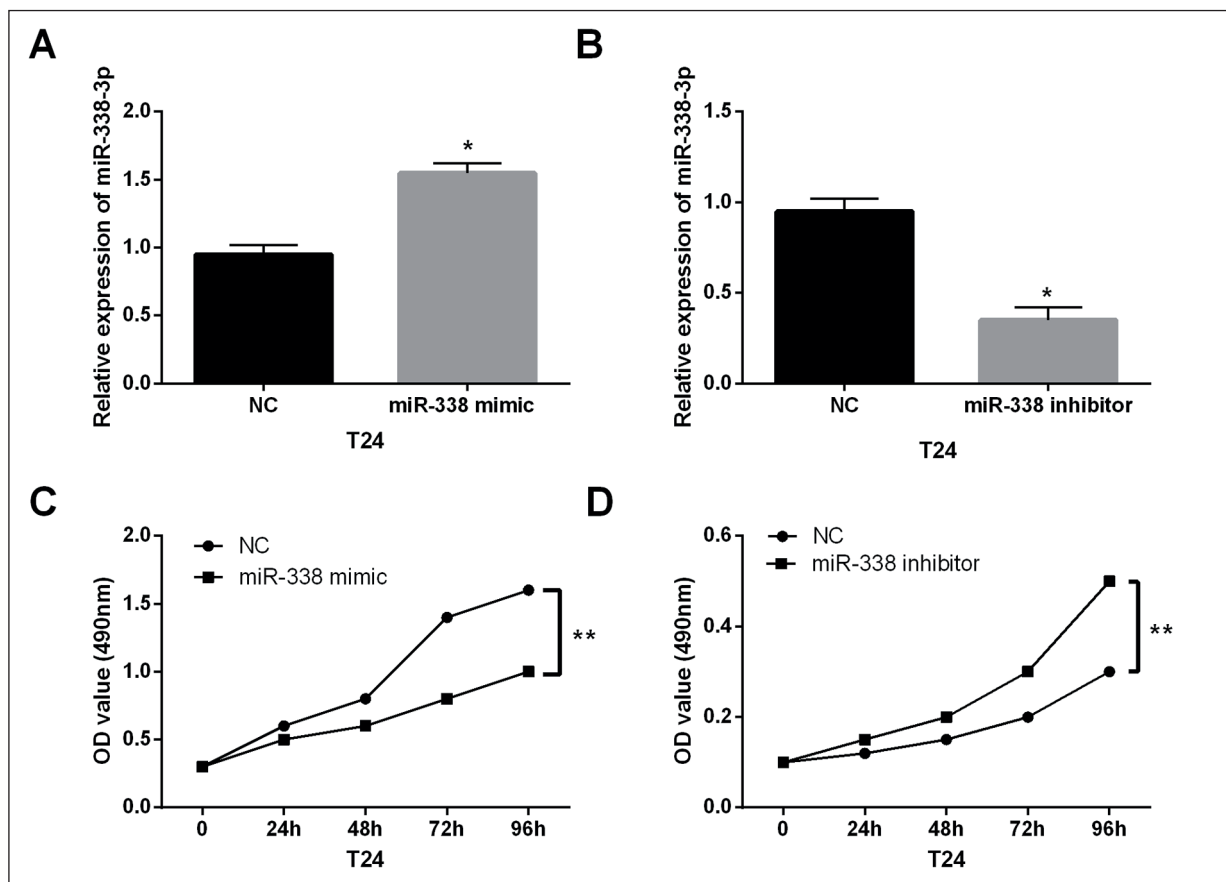 A
Relative expression of miR-338-3p
2.0
1.5
1.0
0.5
0.0
*
NC
miR-338 mimic
T24
B
Relative expression of miR-338-3p
1.5
1.0
0.5
0.0
*
NC
miR-338 inhibitor
T24
C
OD value (490nm)
2.0
1.5
1.0
0.5
0.0
NC
miR-338 mimic
**
0 24h 48h 72h 96h
T24
D
OD value (490nm)
0.6
0.4
0.2
0.0
NC
miR-338 inhibitor
**
0 24h 48h 72h 96h
T24